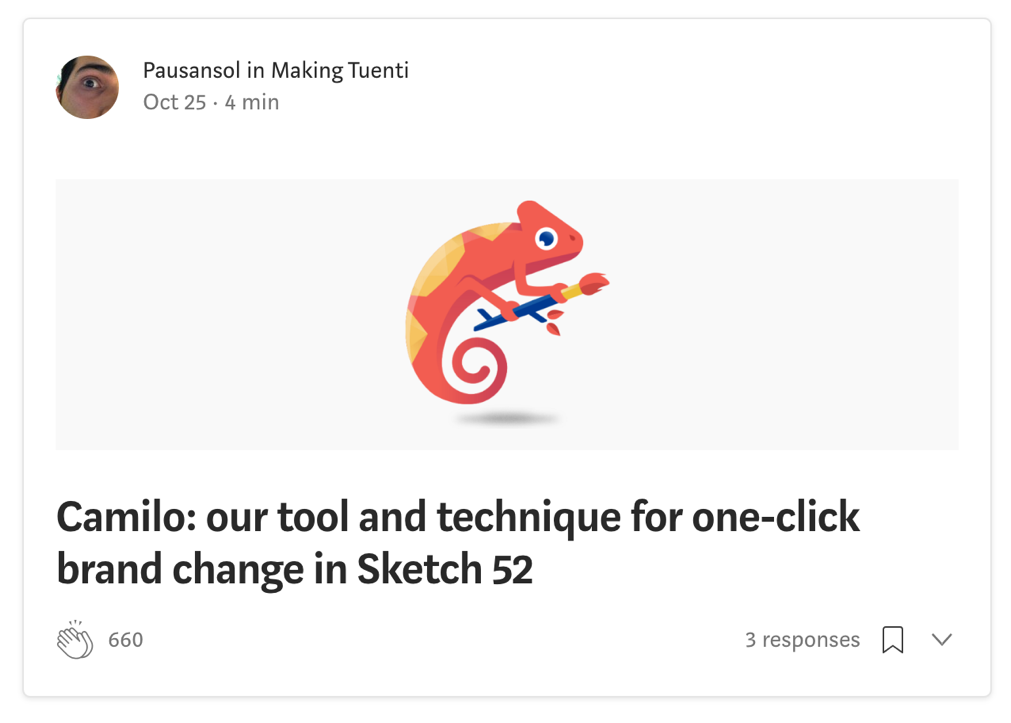 Pausansol in Making Tuenti
Oct 25 · 4 min
Camilo: our tool and technique for one-click
brand change in Sketch 52
660
3 responses